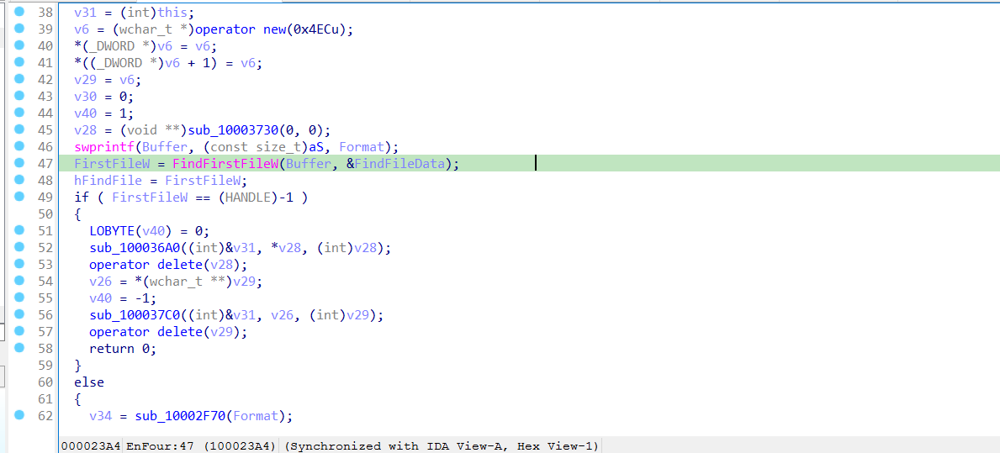 38 v31 = (int)this;
39 v6 = (wchar_t *)operator new(0x4ECu);
40 *(_DWORD *)v6 = v6;
41 *((_DWORD *)v6 + 1) = v6;
42 v29 = v6;
43 v30 = 0;
44 v40 = 1;
45 v28 = (void **)sub_10003730(0, 0);
46 swprintf(Buffer, (const size_t)aS, Format);
47 FirstFileW = FindFirstFileW(Buffer, &FindFileData);
48 hFindFile = FirstFileW;
49 if ( FirstFileW == (HANDLE)-1 )
50 {
51 LOBYTE(v40) = 0;
52 sub_100036A0((int)&v31, *v28, (int)v28);
53 operator delete(v28);
54 v26 = *(wchar_t **)v29;
55 v40 = -1;
56 sub_100037C0((int)&v31, v26, (int)v29);
57 operator delete(v29);
58 return 0;
59 }
60 else
61 {
62 v34 = sub_10002F70(Format);
000023A4 EnFour:47 (100023A4) (Synchronized with IDA View-A, Hex View-1)